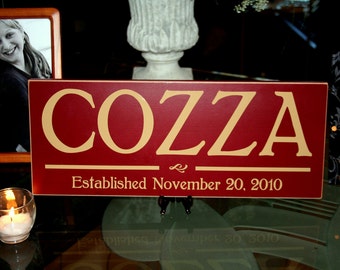 COZZA
Established November 20, 2010